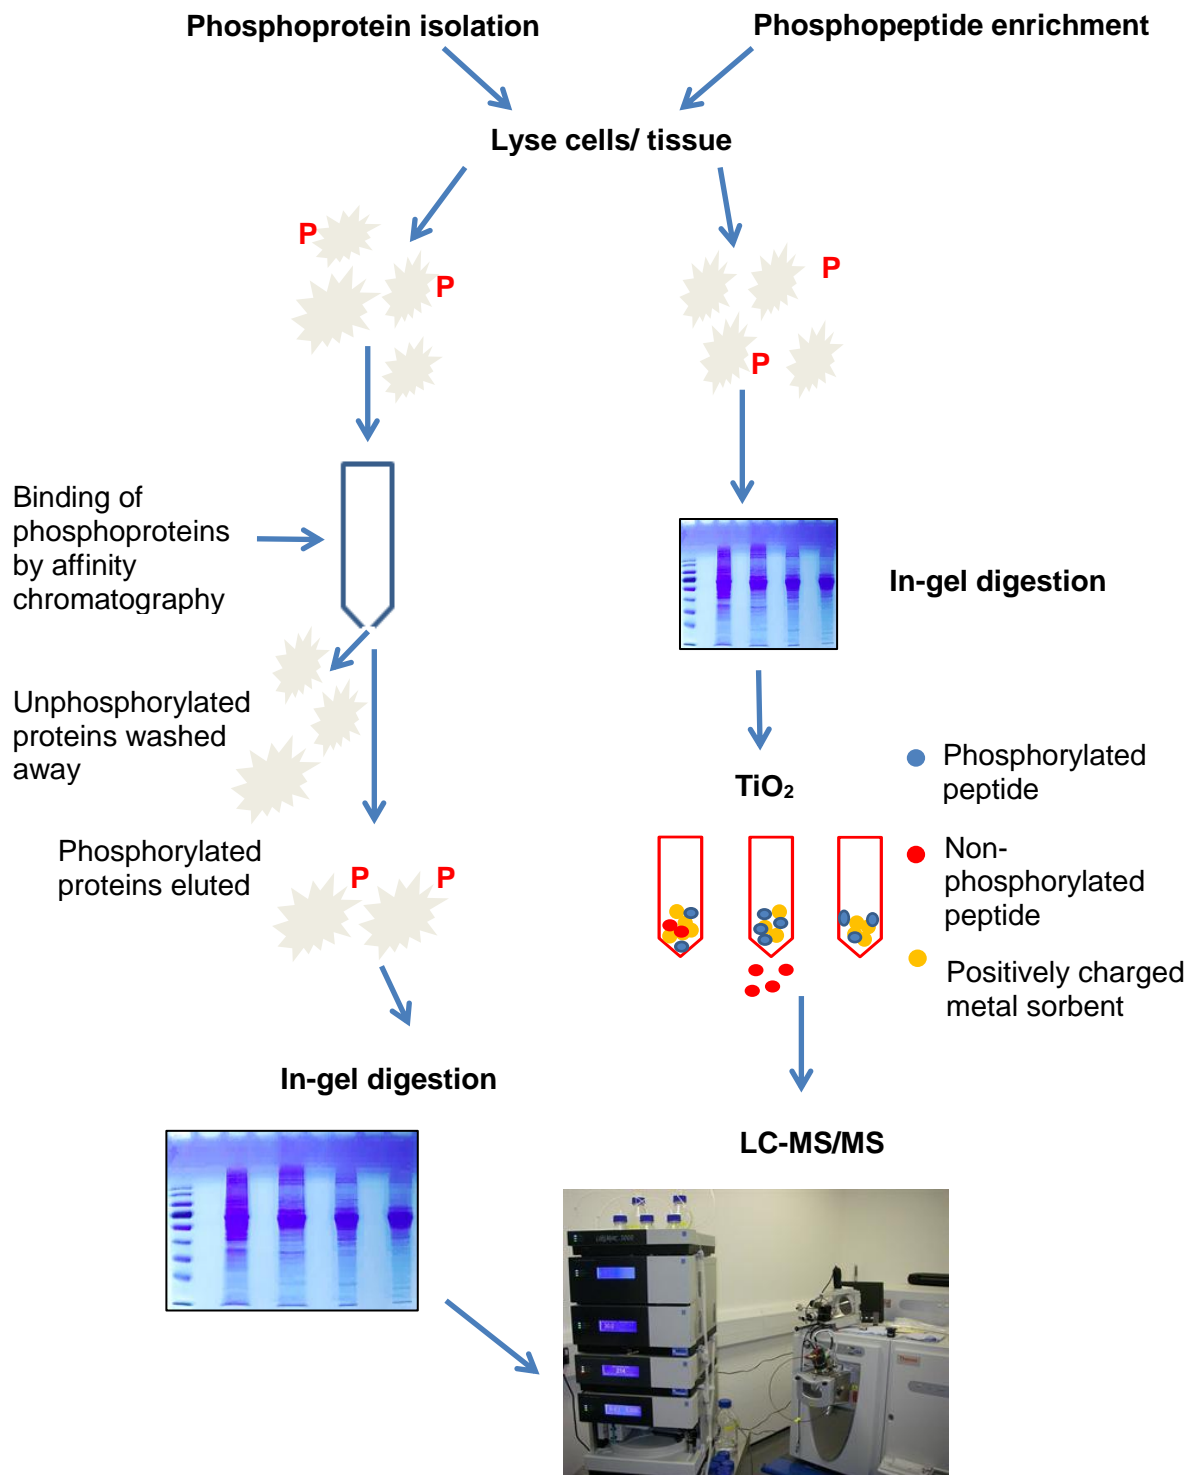 Phosphoprotein isolation
Phosphopeptide enrichment
Lyse cells/ tissue
P
P
P
P
Binding of
phosphoproteins
by affinity
chromatography
In-gel digestion
Unphosphorylated
proteins washed
away
Phosphorylated
proteins eluted
P
P
TiO2
Phosphorylated
peptide
Non-
phosphorylated
peptide
Positively charged
metal sorbent
In-gel digestion
LC-MS/MS